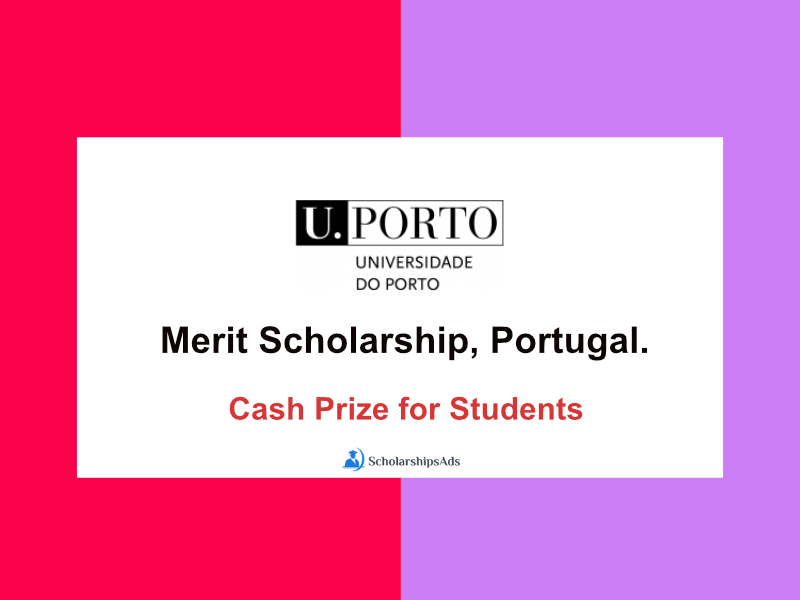 U.PORTO
UNIVERSIDADE
DO PORTO
Merit Scholarship, Portugal.
Cash Prize for Students
ScholarshipsAds